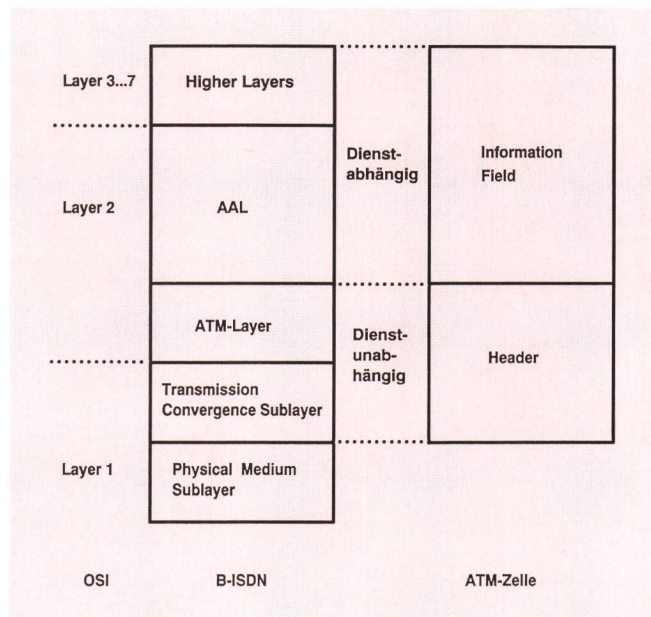 Layer 3...7
Higher Layers
Dienst-
abhängig
Information
Field
Layer 2
AAL
ATM-Layer
Dienst-
unab-
hängig
Header
Transmission
Convergence Sublayer
Layer 1
Physical Medium
Sublayer
OSI
B-ISDN
ATM-Zelle